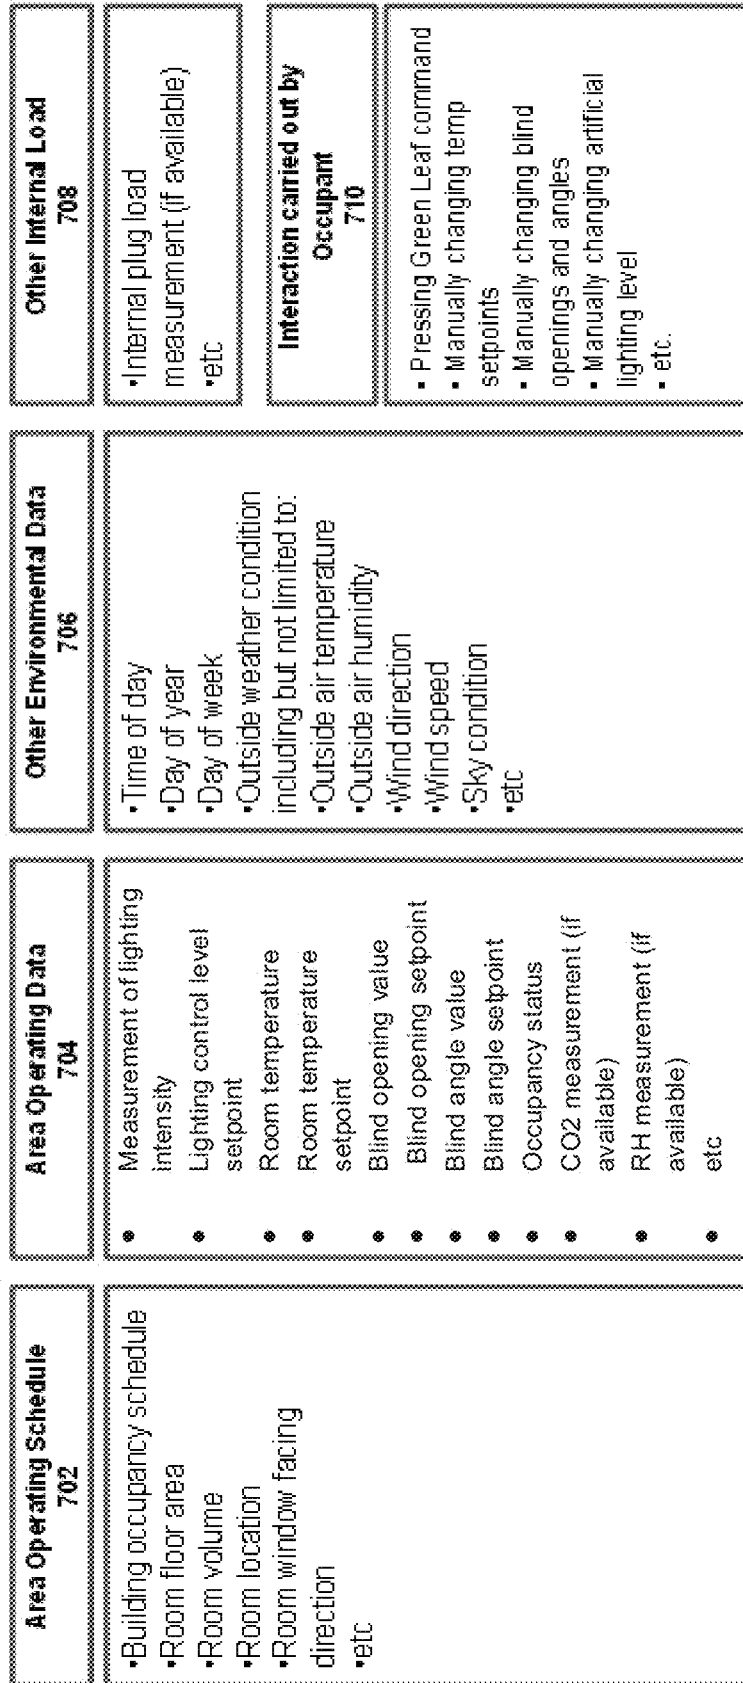 Area Operating Schedule
702
•Building occupancy schedule
•Room floor area
•Room volume
•Room location
•Room window facing
direction
•etc
Area Operating Data
704
• Measurement of lighting
intensity
• Lighting control level
setpoint
• Room temperature
• Room temperature
setpoint
• Blind opening value
• Blind opening setpoint
• Blind angle value
• Blind angle setpoint
• Occupancy status
• CO2 measurement (if
available)
• RH measurement (if
available)
• etc
Other Environmental Data
706
•Time of day
•Day of year
•Day of week
•Outside weather condition
including but not limited to:
•Outside air temperature
•Outside air humidity
•Wind direction
•Wind speed
•Sky condition
•etc
Other Internal Load
708
•Internal plug load
measurement (if available)
•etc
Interaction carried out by
Occupant
710
• Pressing Green Leaf command
• Manually changing temp
setpoints
• Manually changing blind
openings and angles
• Manually changing artificial
lighting level
• etc.